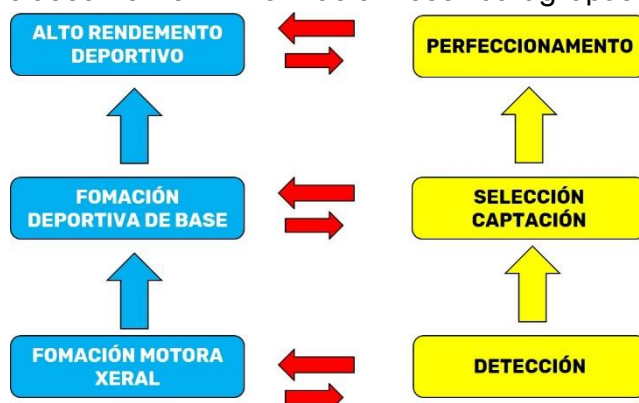 ALTO RENDEMENTO
DEPORTIVO
PERFECCIONAMENTO
FOMACIÓN
DEPORTIVA DE BASE
SELECCIÓN
CAPTACIÓN
FOMACIÓN MOTORA
XERAL
DETECCIÓN